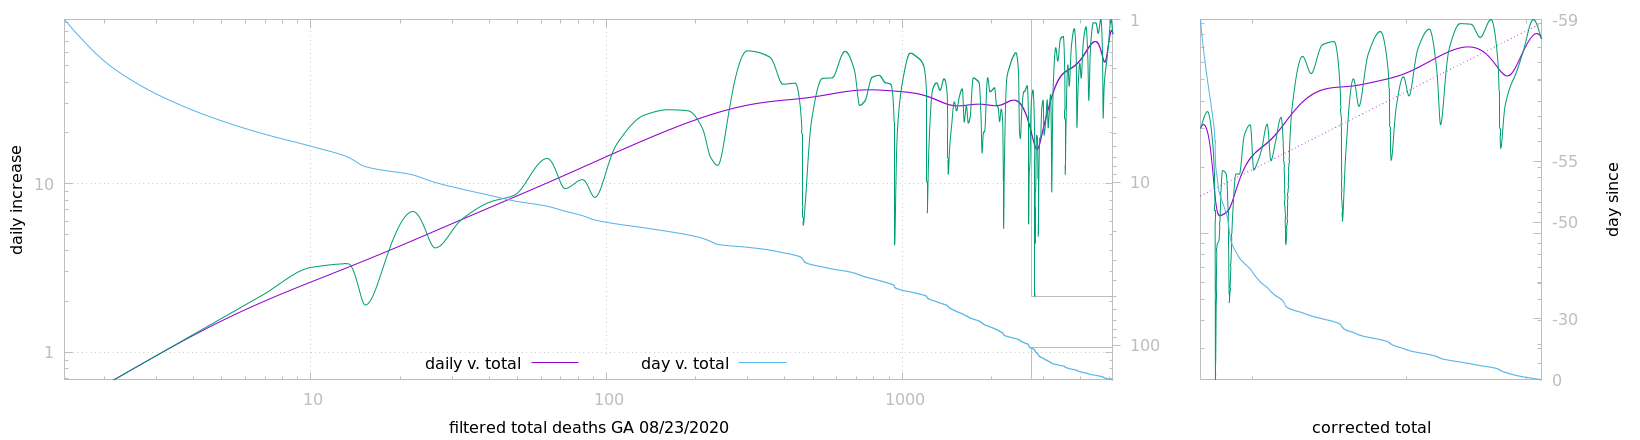 daily increase
10
1
daily v. total
day v. total
10
100
1000
filtered total deaths GA 08/23/2020
1
10
100
-59
-55
-50
-30
0
day since
corrected total